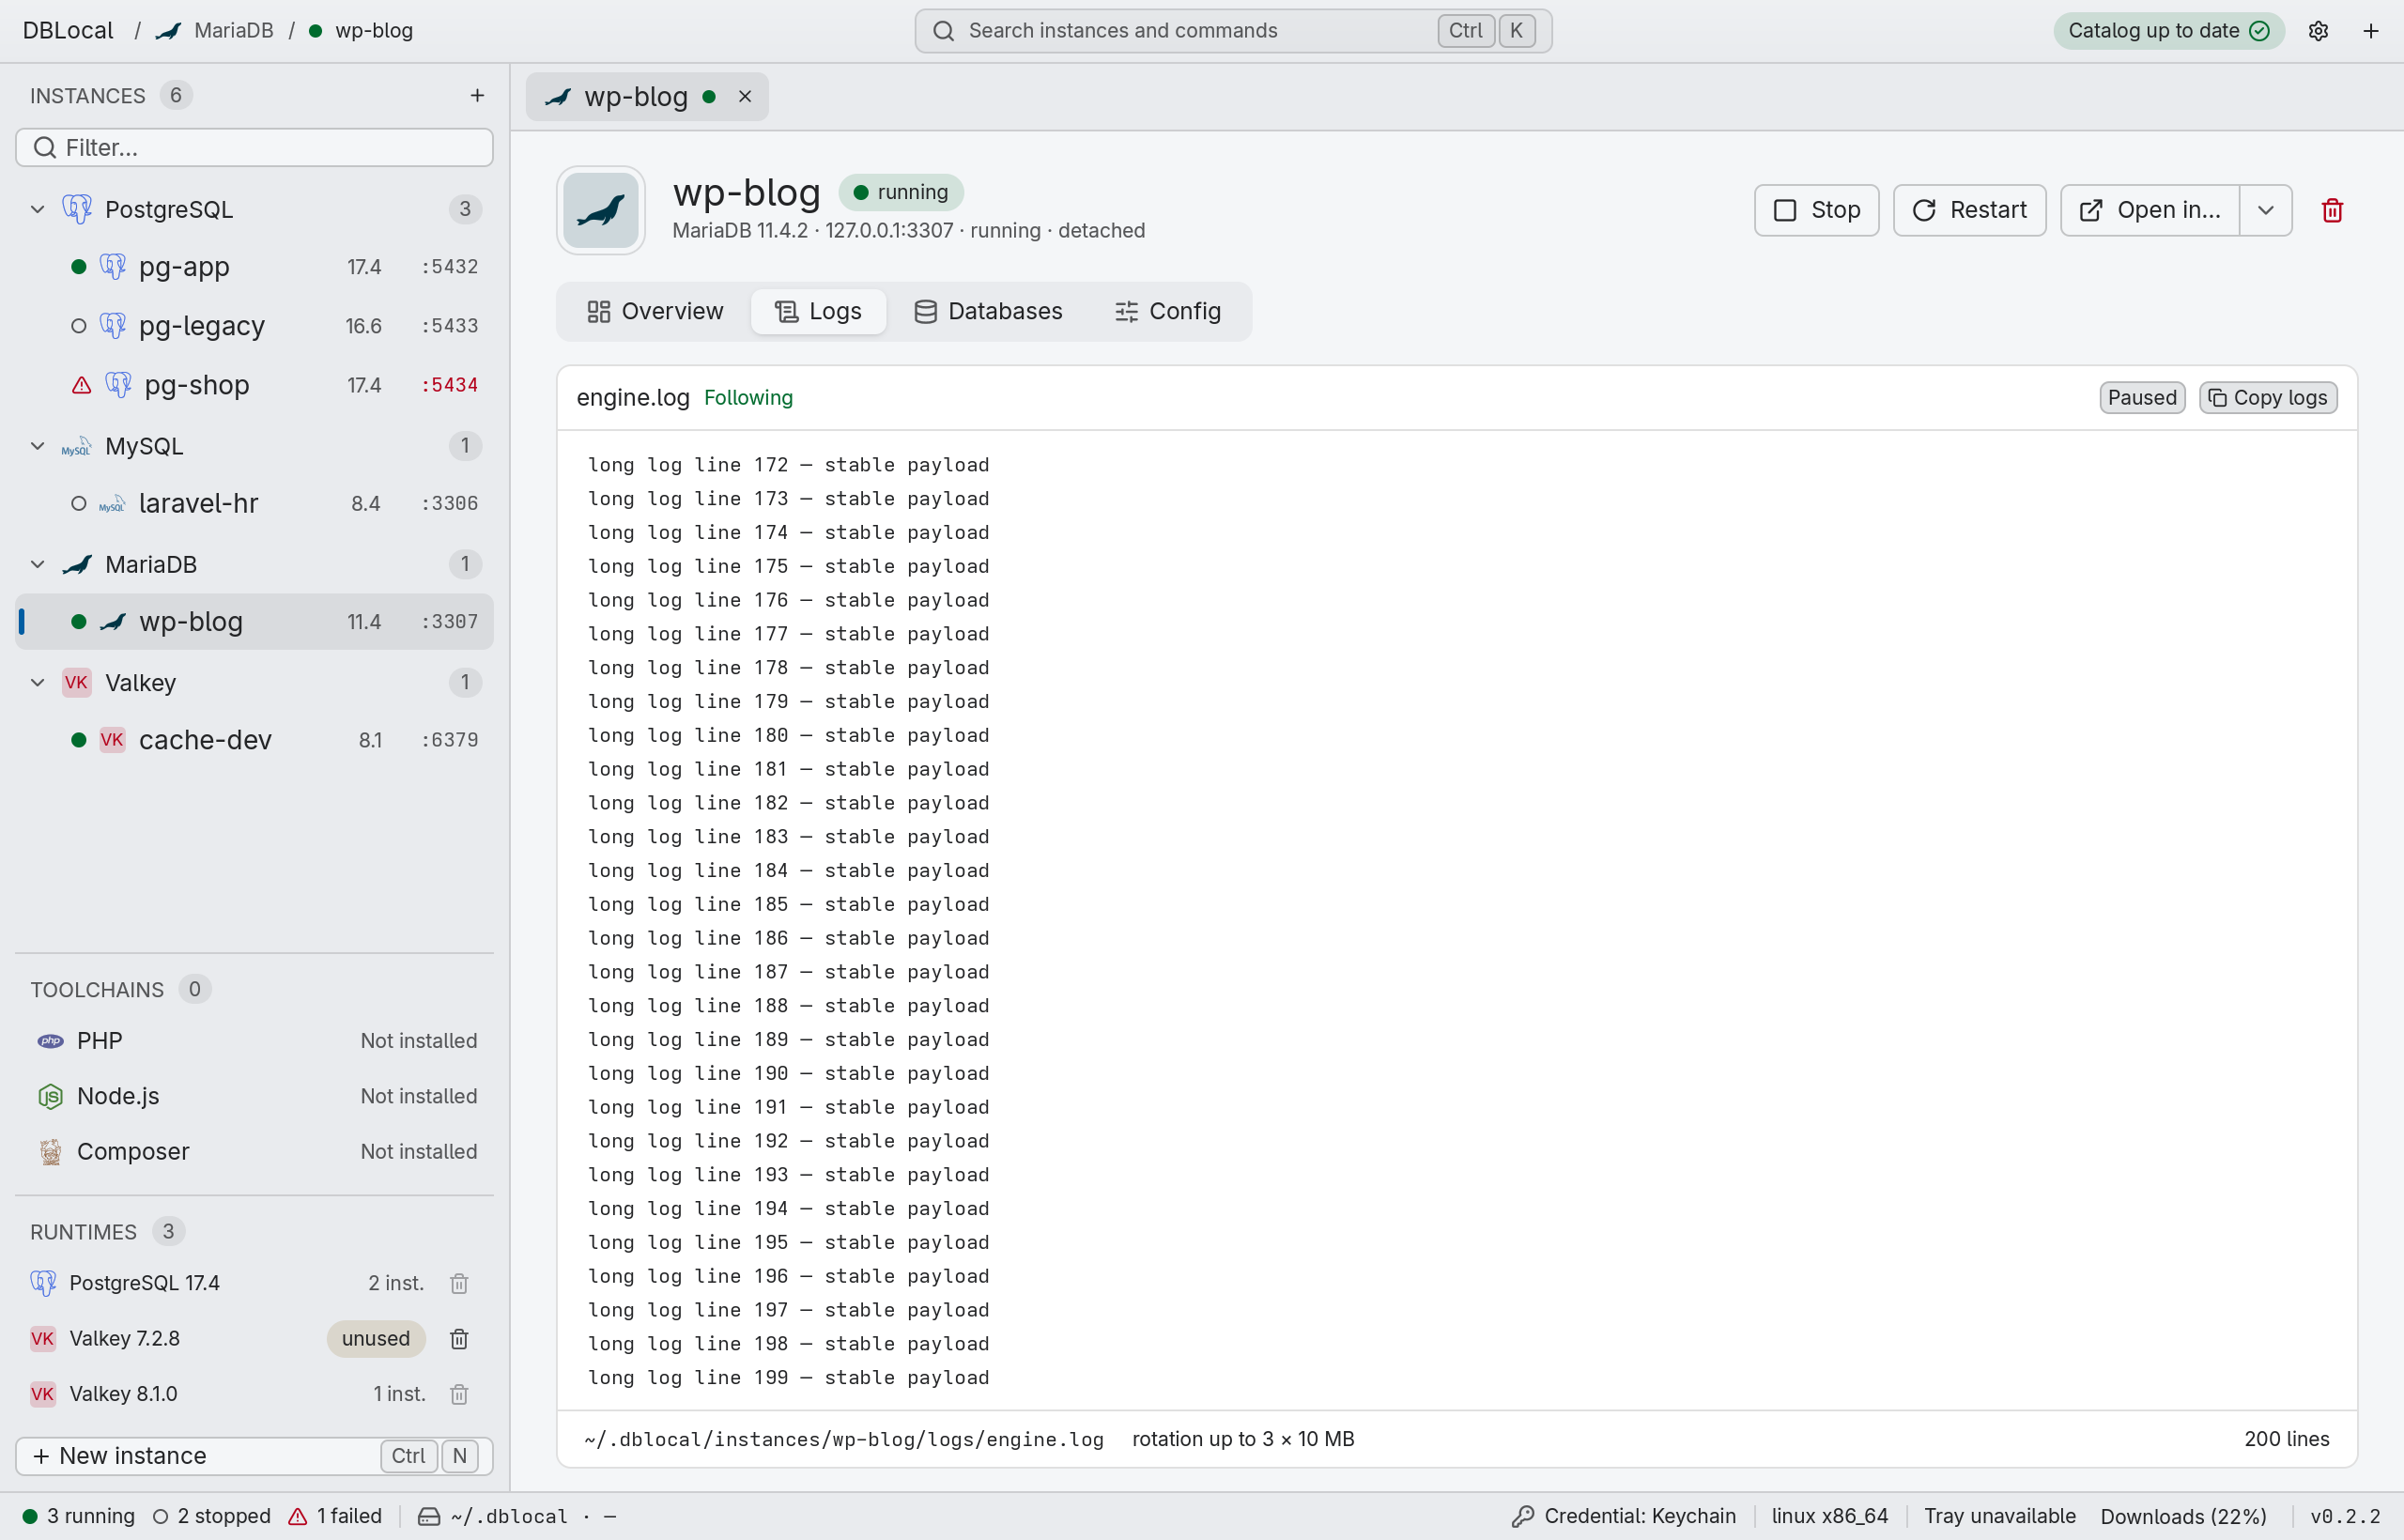 DBLocal / MariaDB / wp-blog
Search instances and commands Ctrl K
Catalog up to date
INSTANCES 6
Filter...
PostgreSQL 3
pg-app 17.4 :5432
pg-legacy 16.6 :5433
pg-shop 17.4 :5434
MySQL MySQL 1
MySQL laravel-hr 8.4 :3306
MariaDB 1
wp-blog 11.4 :3307
VK Valkey 1
VK cache-dev 8.1 :6379
TOOLCHAINS 0
php PHP Not installed
JS Node.js Not installed
Composer Not installed
RUNTIMES 3
PostgreSQL 17.4 2 inst.
VK Valkey 7.2.8 unused
VK Valkey 8.1.0 1 inst.
+ New instance Ctrl N
wp-blog
wp-blog running
MariaDB 11.4.2 · 127.0.0.1:3307 · running · detached
Stop
Restart
Open in...
Overview
Logs
Databases
Config
engine.log Following
Paused
Copy logs
long log line 172 — stable payload
long log line 173 — stable payload
long log line 174 — stable payload
long log line 175 — stable payload
long log line 176 — stable payload
long log line 177 — stable payload
long log line 178 — stable payload
long log line 179 — stable payload
long log line 180 — stable payload
long log line 181 — stable payload
long log line 182 — stable payload
long log line 183 — stable payload
long log line 184 — stable payload
long log line 185 — stable payload
long log line 186 — stable payload
long log line 187 — stable payload
long log line 188 — stable payload
long log line 189 — stable payload
long log line 190 — stable payload
long log line 191 — stable payload
long log line 192 — stable payload
long log line 193 — stable payload
long log line 194 — stable payload
long log line 195 — stable payload
long log line 196 — stable payload
long log line 197 — stable payload
long log line 198 — stable payload
long log line 199 — stable payload
~/.dblocal/instances/wp-blog/logs/engine.log rotation up to 3 × 10 MB 200 lines
3 running 2 stopped 1 failed ~/.dblocal · —
Credential: Keychain linux x86_64 Tray unavailable Downloads (22%) v0.2.2